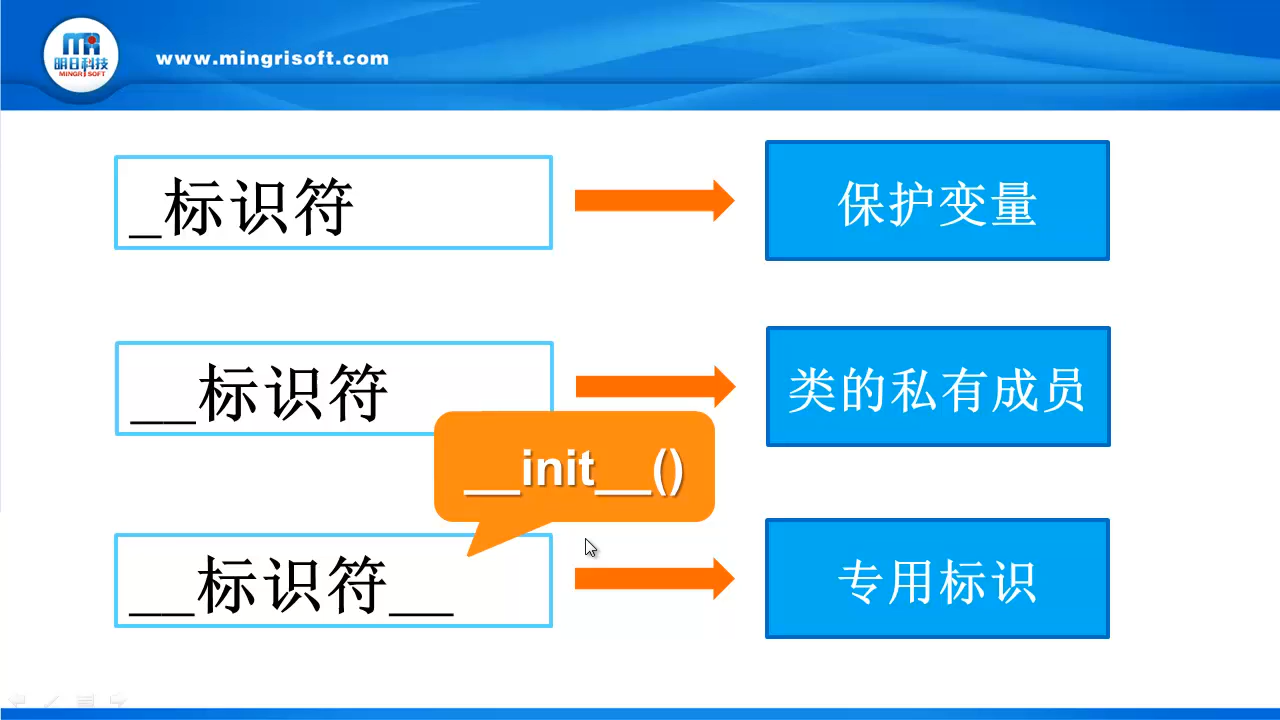 明日科技
MINGRISOFT
www.mingrisoft.com
_标识符
保护变量
__标识符
类的私有成员
__init__()
__标识符__
专用标识